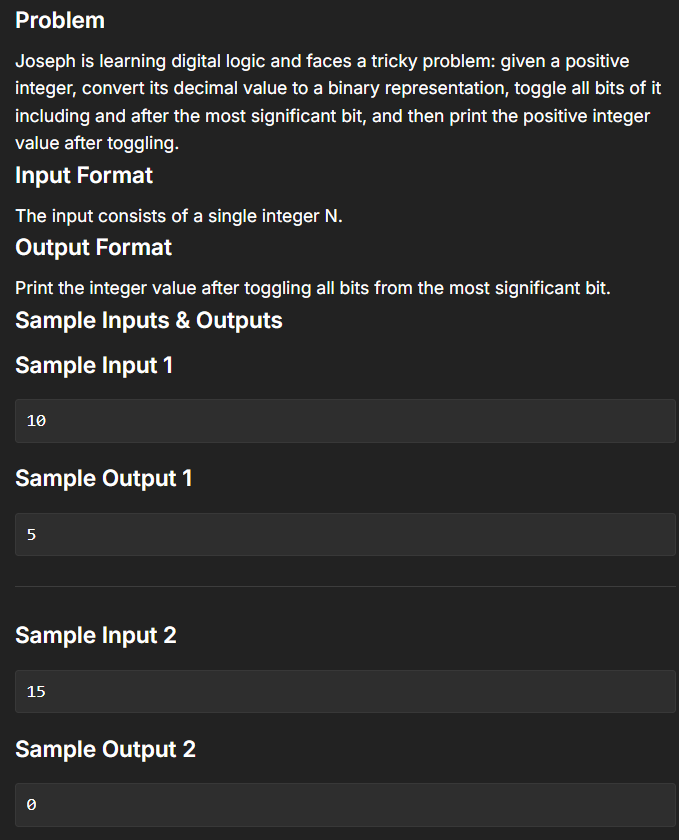 Problem
Joseph is learning digital logic and faces a tricky problem: given a positive
integer, convert its decimal value to a binary representation, toggle all bits of it
including and after the most significant bit, and then print the positive integer
value after toggling.
Input Format
The input consists of a single integer N.
Output Format
Print the integer value after toggling all bits from the most significant bit.
Sample Inputs & Outputs
Sample Input 1
10
Sample Output 1
5
Sample Input 2
15
Sample Output 2
0